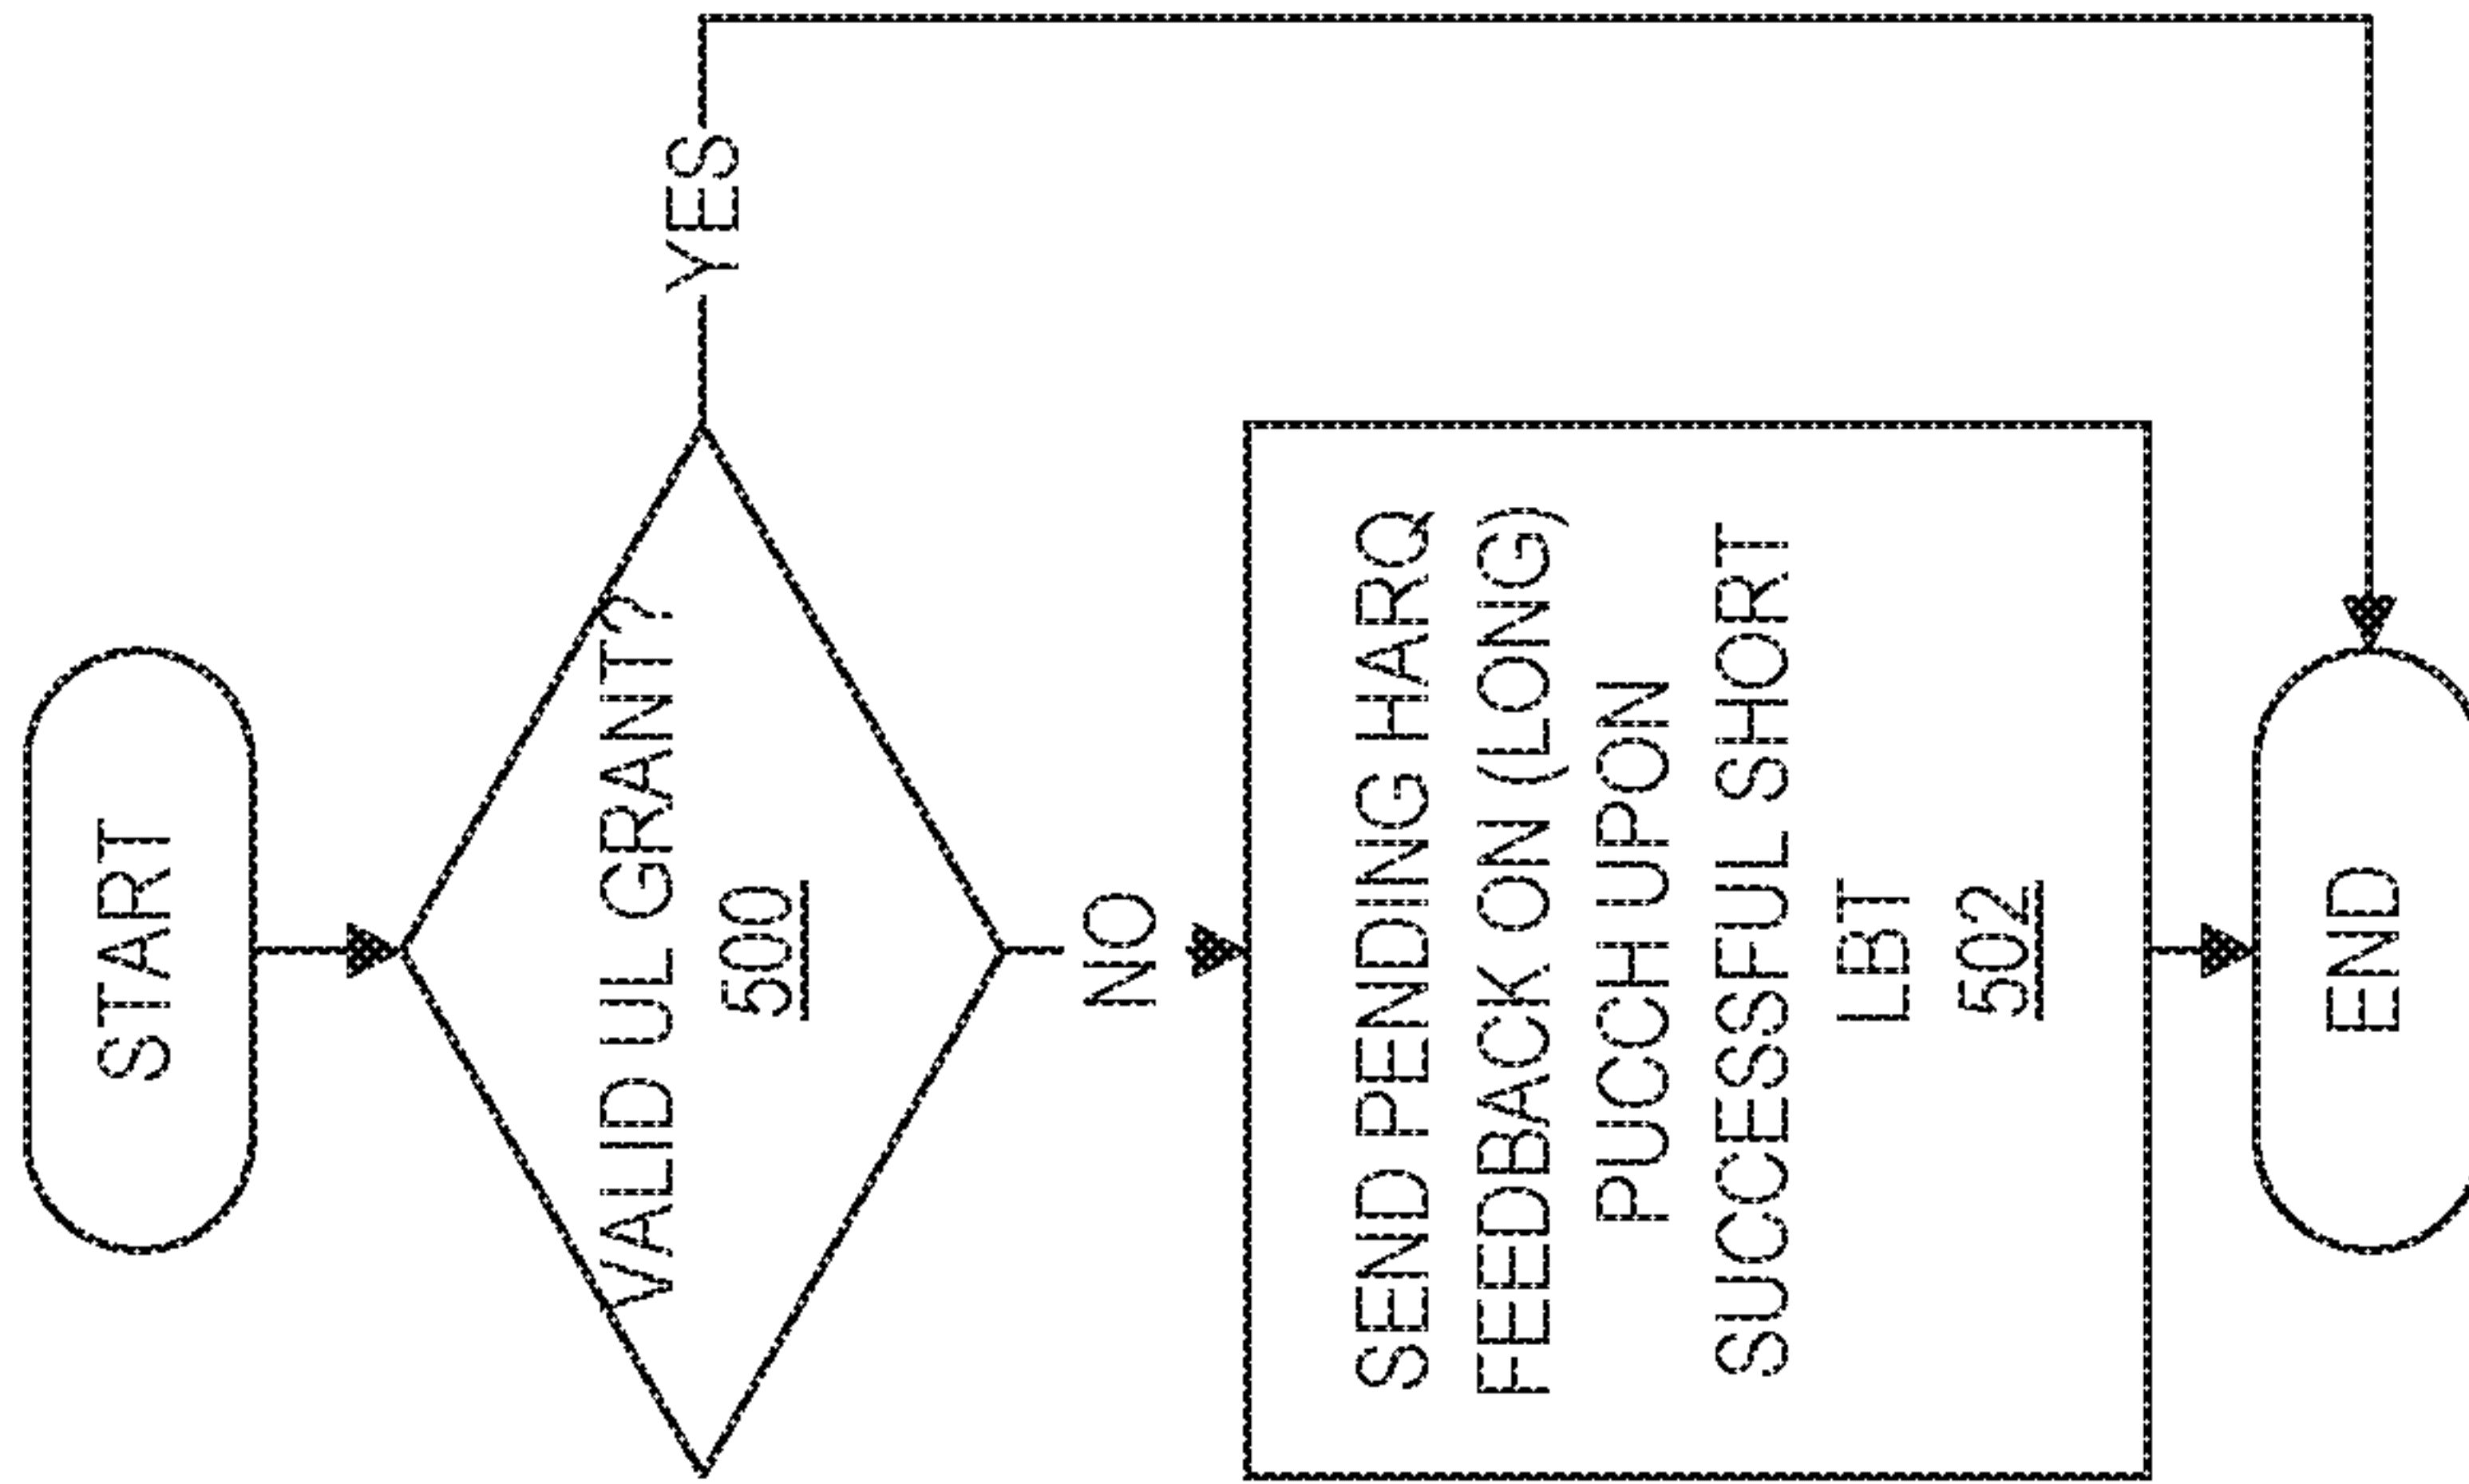 START
VALID UL GRANT?
500
YES
NO
SEND PENDING HARQ
FEEDBACK ON (LONG)
PUCCH UPON
SUCCESSFUL SHORT
LBT
502
END